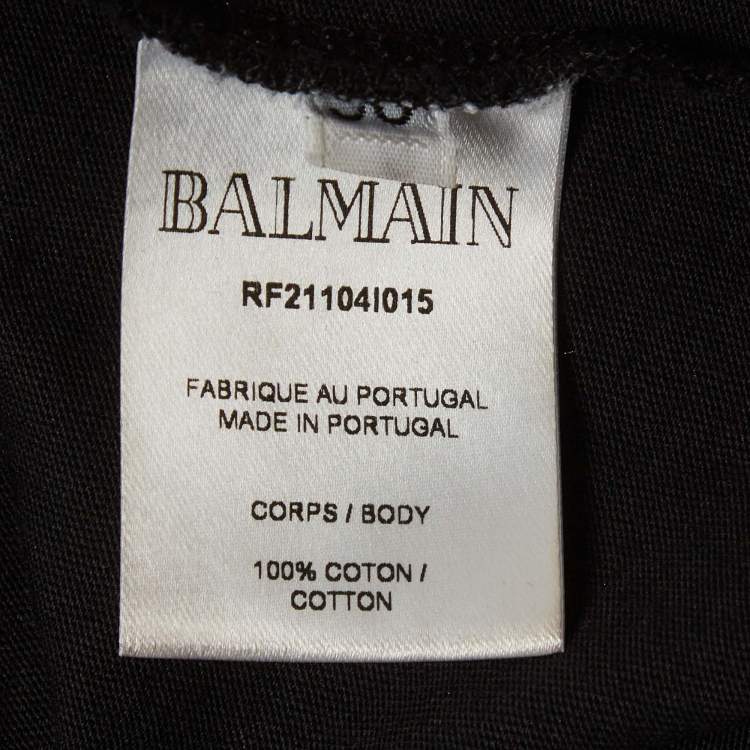 BALMAIN
RF21104I015
FABRIQUE AU PORTUGAL
MADE IN PORTUGAL
CORPS / BODY
100% COTON /
COTTON